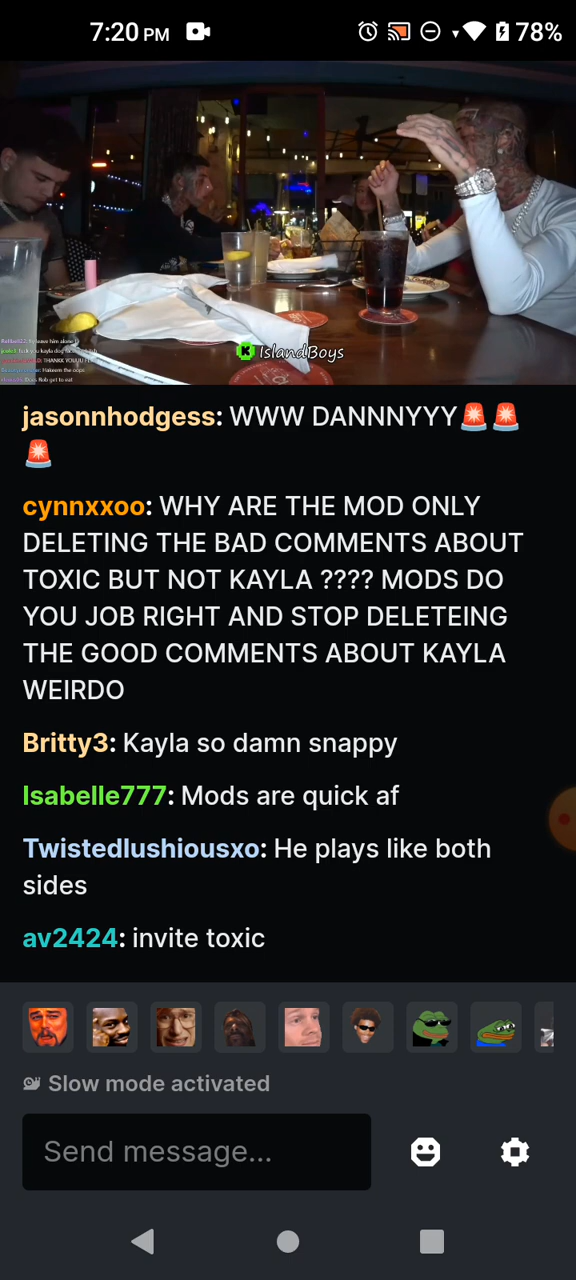 7:20 PM
78%
IslandBoys
jasonnhodgess: WWW DANNNYYY🚨🚨
🚨
cynnxxoo: WHY ARE THE MOD ONLY
DELETING THE BAD COMMENTS ABOUT
TOXIC BUT NOT KAYLA ???? MODS DO
YOU JOB RIGHT AND STOP DELETEING
THE GOOD COMMENTS ABOUT KAYLA
WEIRDO
Britty3: Kayla so damn snappy
Isabelle777: Mods are quick af
Twistedlushiousxo: He plays like both
sides
av2424: invite toxic
Slow mode activated
Send message...